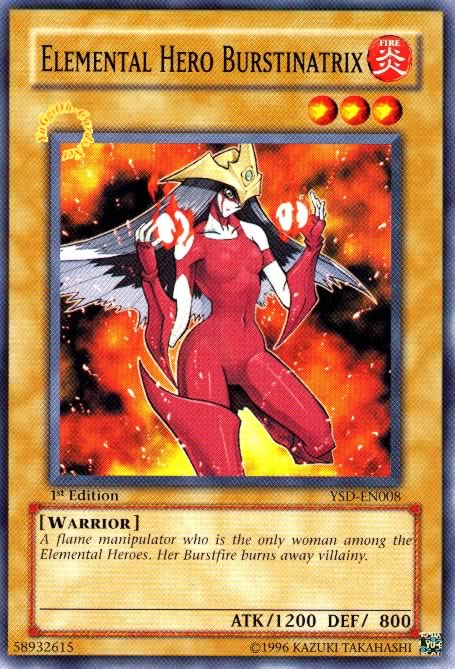 ELEMENTAL HERO BURSTINATRIX
FIRE
炎
1st Edition
YSD-EN008
[WARRIOR]
A flame manipulator who is the only woman among the
Elemental Heroes. Her Burstfire burns away villainy.
ATK/1200 DEF/ 800
58932615
©1996 KAZUKI TAKAHASHI